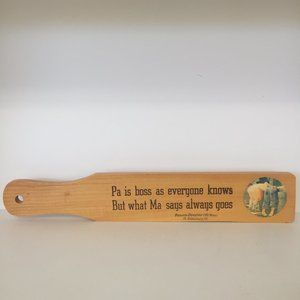 Pa is boss as everyone knows
But what Ma says always goes